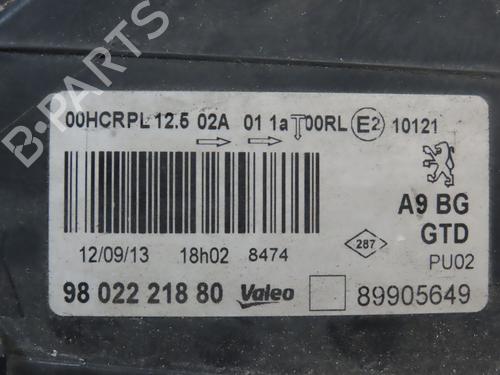 00HCRPL 12.5 02A 01 1a 00RL E2 10121
A9 BG
GTD
287
PU02
12/09/13 18h02 8474
98 022 218 80 Valeo 89905649